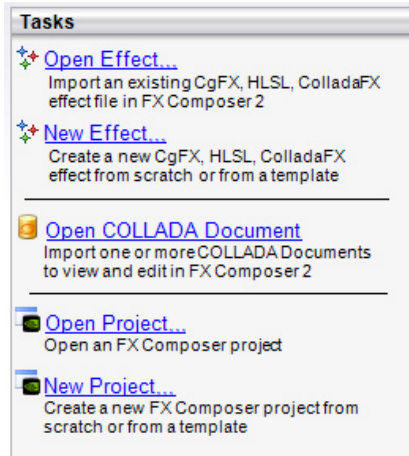 Tasks
Open Effect...
Import an existing CgFX, HLSL, ColladaFX
effect file in FX Composer 2
New Effect...
Create a new CgFX, HLSL, ColladaFX
effect from scratch or from a template
Open COLLADA Document
Import one or more COLLADA Documents
to view and edit in FX Composer 2
Open Project...
Open an FX Composer project
New Project...
Create a new FX Composer project from
scratch or from a template